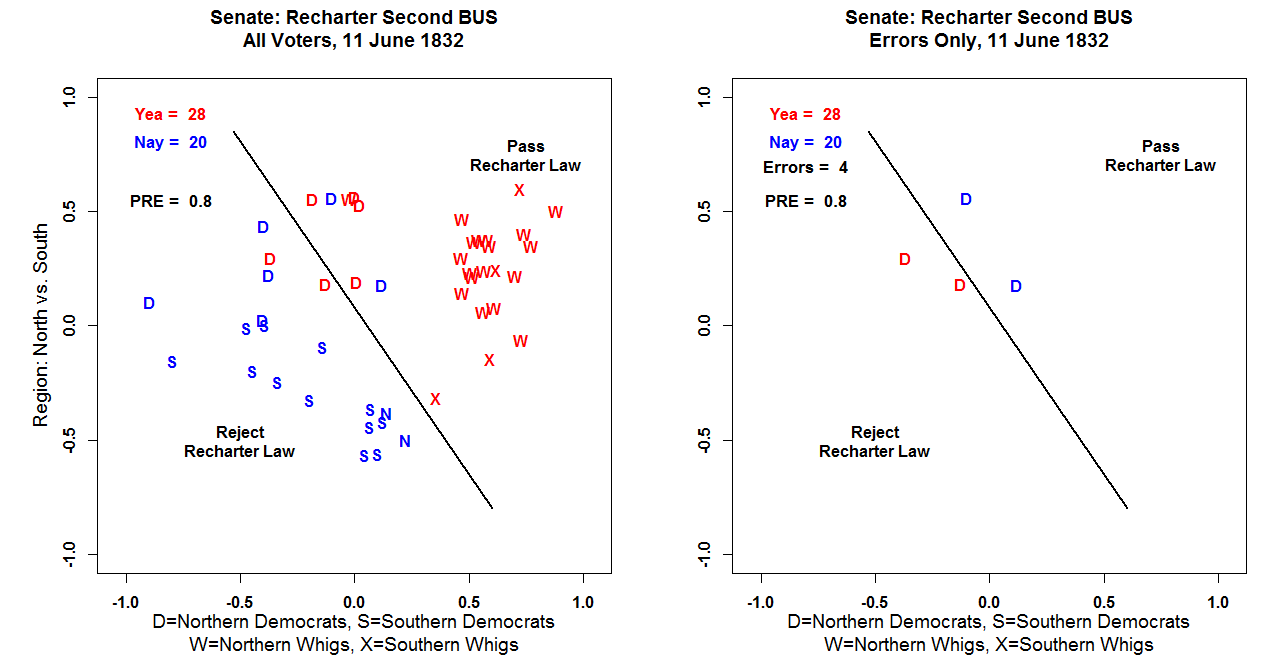 Senate: Recharter Second BUS
All Voters, 11 June 1832
Yea = 28
Nay = 20
PRE = 0.8
Pass
Recharter Law
Reject
Recharter Law
Region: North vs. South
1.0
0.5
0.0
-0.5
-1.0
-1.0 -0.5 0.0 0.5 1.0
D=Northern Democrats, S=Southern Democrats
W=Northern Whigs, X=Southern Whigs
Senate: Recharter Second BUS
Errors Only, 11 June 1832
Yea = 28
Nay = 20
Errors = 4
PRE = 0.8
Pass
Recharter Law
D
D
D
D
Reject
Recharter Law
1.0
0.5
0.0
-0.5
-1.0
-1.0 -0.5 0.0 0.5 1.0
D=Northern Democrats, S=Southern Democrats
W=Northern Whigs, X=Southern Whigs